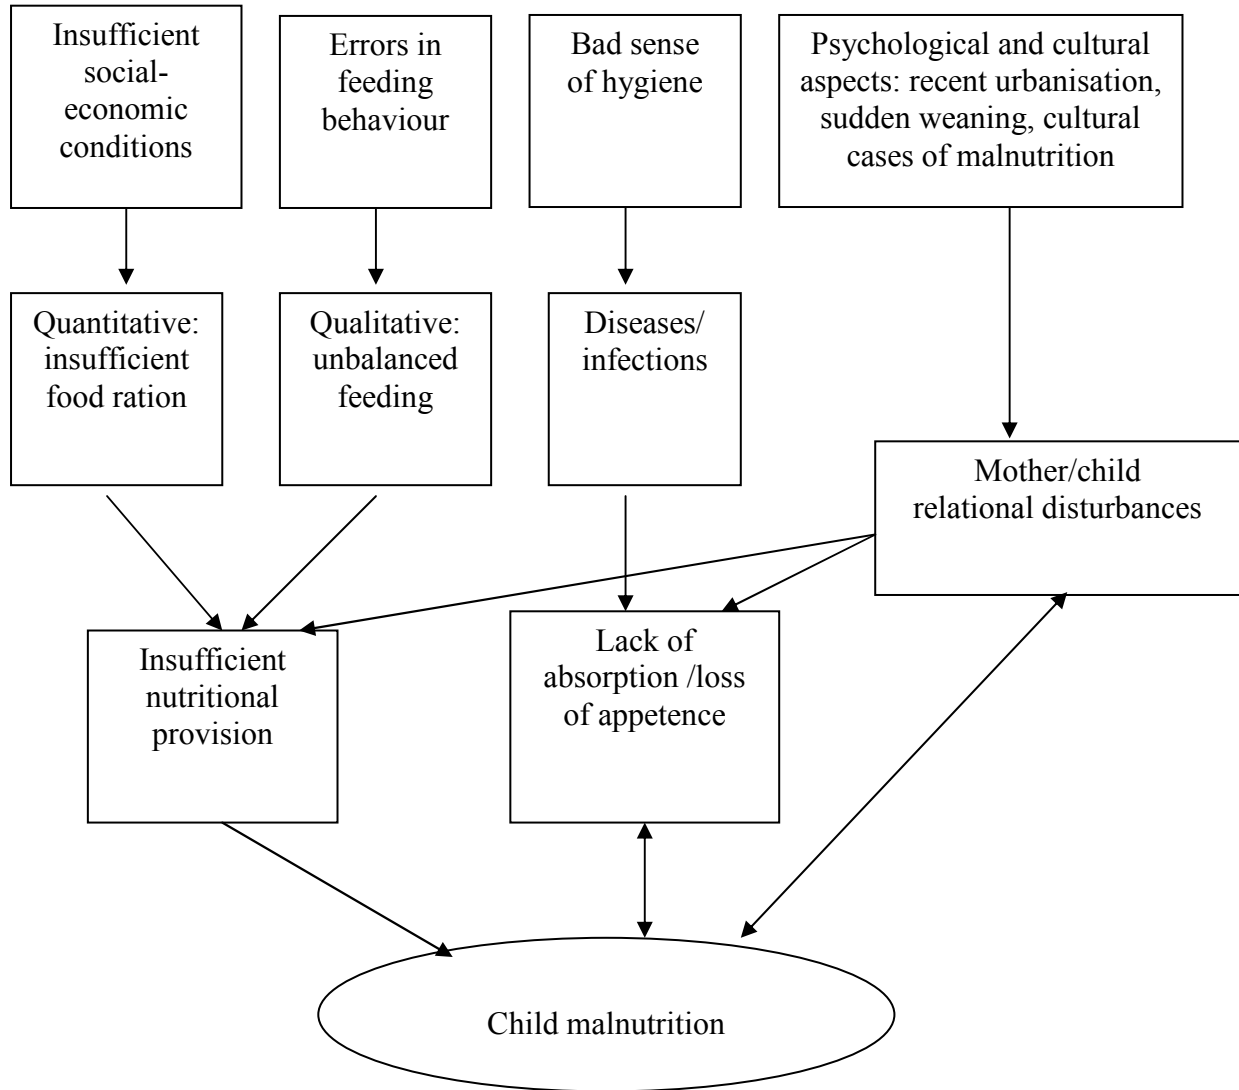 Insufficient
social-
economic
conditions
Errors in
feeding
behaviour
Bad sense
of hygiene
Psychological and cultural
aspects: recent urbanisation,
sudden weaning, cultural
cases of malnutrition
Quantitative:
insufficient
food ration
Qualitative:
unbalanced
feeding
Diseases/
infections
Mother/child
relational disturbances
Insufficient
nutritional
provision
Lack of
absorption /loss
of appetence
Child malnutrition